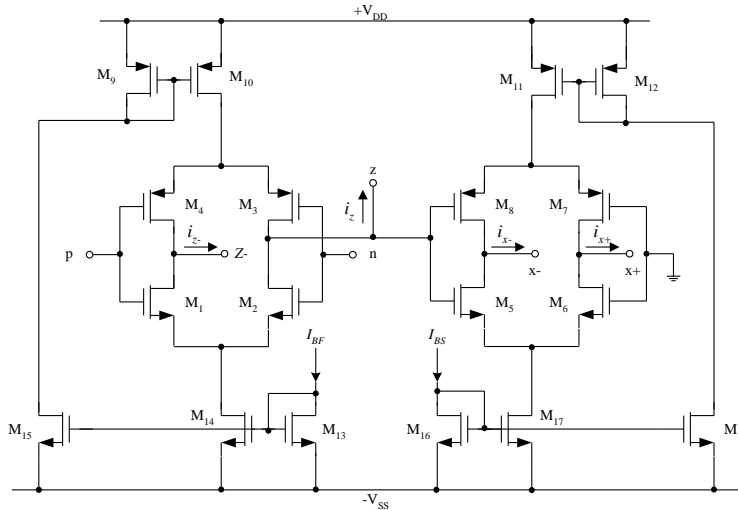 +V_DD
M_9
M_10
M_11
M_12
M_4
M_3
z
i_z
M_8
M_7
i_z-
i_x-
i_x+
p
Z-
n
x-
x+
M_1
M_2
M_5
M_6
I_BF
I_BS
M_15
M_14
M_13
M_16
M_17
M
-V_SS